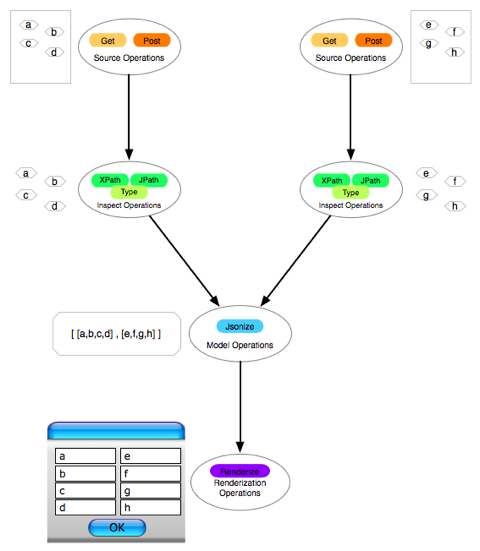 a
b
c
d
Get Post
Source Operations
Get Post
Source Operations
e
f
g
h
a
b
c
d
XPath JPath
Type
Inspect Operations
XPath JPath
Type
Inspect Operations
e
f
g
h
[ [a,b,c,d] , [e,f,g,h] ]
Jsonize
Model Operations
a e
b f
c g
d h
OK
Renderize
Renderization
Operations